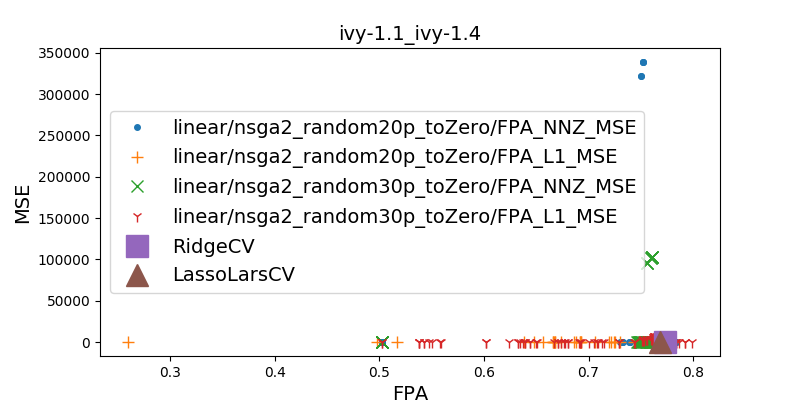 ivy-1.1_ivy-1.4
MSE
350000
300000
250000
200000
150000
100000
50000
0
linear/nsga2_random20p_toZero/FPA_NNZ_MSE
linear/nsga2_random20p_toZero/FPA_L1_MSE
linear/nsga2_random30p_toZero/FPA_NNZ_MSE
linear/nsga2_random30p_toZero/FPA_L1_MSE
RidgeCV
LassoLarsCV
0.3 0.4 0.5 0.6 0.7 0.8
FPA